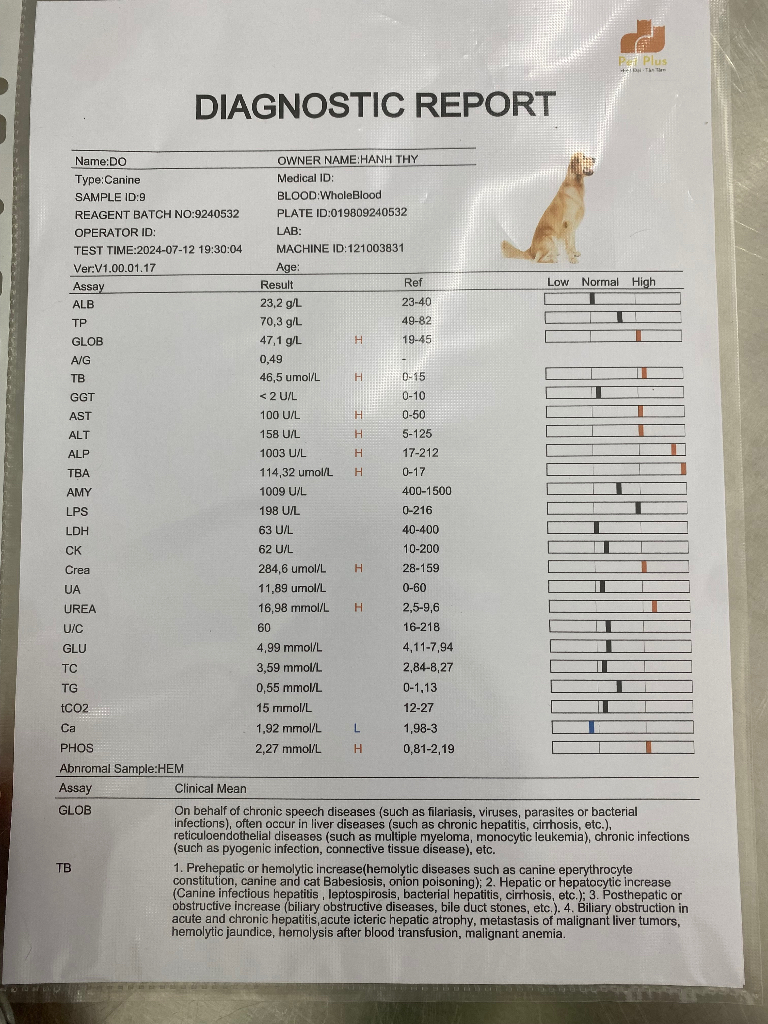 Pet Plus
DIAGNOSTIC REPORT
Name:DO OWNER NAME:HANH THY
Type:Canine Medical ID:
SAMPLE ID:9 BLOOD:WholeBlood
REAGENT BATCH NO:9240532 PLATE ID:019809240532
OPERATOR ID: LAB:
TEST TIME:2024-07-12 19:30:04 MACHINE ID:121003831
Ver:V1.00.01.17 Age:
Assay Result Ref Low Normal High
ALB 23,2 g/L 23-40
TP 70,3 g/L 49-82
GLOB 47,1 g/L H 19-45
A/G 0,49 -
TB 46,5 umol/L H 0-15
GGT < 2 U/L 0-10
AST 100 U/L H 0-50
ALT 158 U/L H 5-125
ALP 1003 U/L H 17-212
TBA 114,32 umol/L H 0-17
AMY 1009 U/L 400-1500
LPS 198 U/L 0-216
LDH 63 U/L 40-400
CK 62 U/L 10-200
Crea 284,6 umol/L H 28-159
UA 11,89 umol/L 0-60
UREA 16,98 mmol/L H 2,5-9,6
U/C 60 16-218
GLU 4,99 mmol/L 4,11-7,94
TC 3,59 mmol/L 2,84-8,27
TG 0,55 mmol/L 0-1,13
tCO2 15 mmol/L 12-27
Ca 1,92 mmol/L L 1,98-3
PHOS 2,27 mmol/L H 0,81-2,19
Abnromal Sample:HEM
Assay Clinical Mean
GLOB On behalf of chronic speech diseases (such as filariasis, viruses, parasites or bacterial
infections), often occur in liver diseases (such as chronic hepatitis, cirrhosis, etc.),
reticuloendothelial diseases (such as multiple myeloma, monocytic leukemia), chronic infections
(such as pyogenic infection, connective tissue disease), etc.
TB 1. Prehepatic or hemolytic increase(hemolytic diseases such as canine eperythrocyte
constitution, canine and cat Babesiosis, onion poisoning); 2. Hepatic or hepatocytic increase
(Canine infectious hepatitis , leptospirosis, bacterial hepatitis, cirrhosis, etc.); 3. Posthepatic or
obstructive increase (biliary obstructive diseases, bile duct stones, etc.). 4. Biliary obstruction in
acute and chronic hepatitis,acute icteric hepatic atrophy, metastasis of malignant liver tumors,
hemolytic jaundice, hemolysis after blood transfusion, malignant anemia.